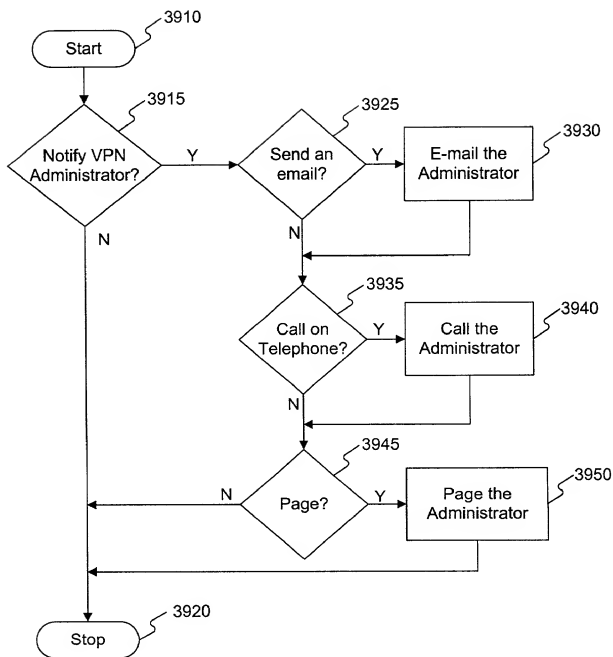 3910
Start
3915
Notify VPN
Administrator?
Y
N
3925
Send an
email?
Y
N
3930
E-mail the
Administrator
3935
Call on
Telephone?
Y
N
3940
Call the
Administrator
3945
Page?
N
Y
3950
Page the
Administrator
3920
Stop